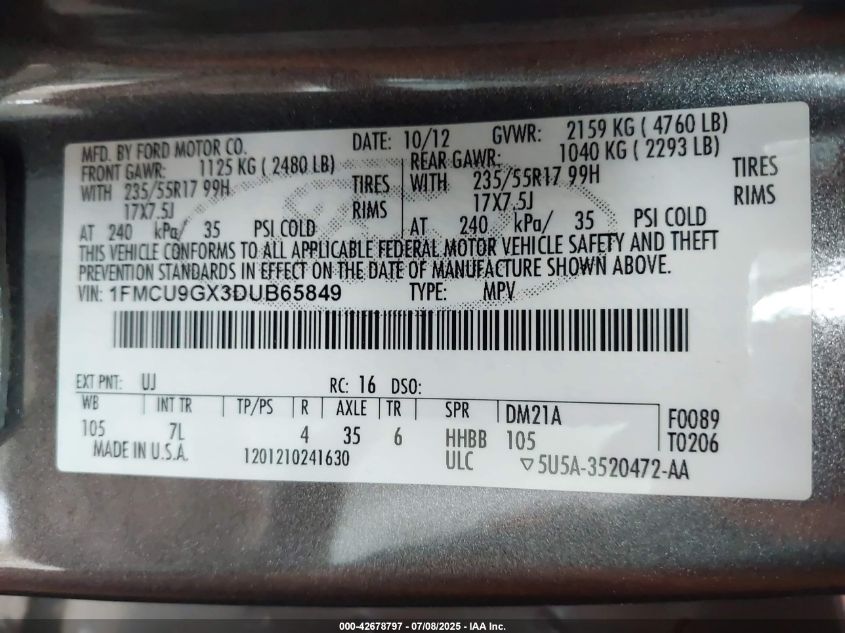 MFD. BY FORD MOTOR CO. DATE: 10/12 GVWR: 2159 KG ( 4760 LB)
FRONT GAWR: 1125 KG ( 2480 LB) REAR GAWR: 1040 KG ( 2293 LB)
WITH 235/55R17 99H TIRES WITH 235/55R17 99H TIRES
17X7.5J RIMS 17X7.5J RIMS
AT 240 kPa/ 35 PSI COLD AT 240 kPa/ 35 PSI COLD
THIS VEHICLE CONFORMS TO ALL APPLICABLE FEDERAL MOTOR VEHICLE SAFETY AND THEFT
PREVENTION STANDARDS IN EFFECT ON THE DATE OF MANUFACTURE SHOWN ABOVE.
VIN: 1FMCU9GX3DUB65849 TYPE: MPV
EXT PNT: UJ RC: 16 DSO:
WB INT TR TP/PS R AXLE TR SPR DM21A F0089
105 7L 4 35 6 HHBB 105 T0206
MADE IN U.S.A. 1201210241630 ULC ▽5U5A-3520472-AA
000-42678797 - 07/08/2025 - IAA Inc.